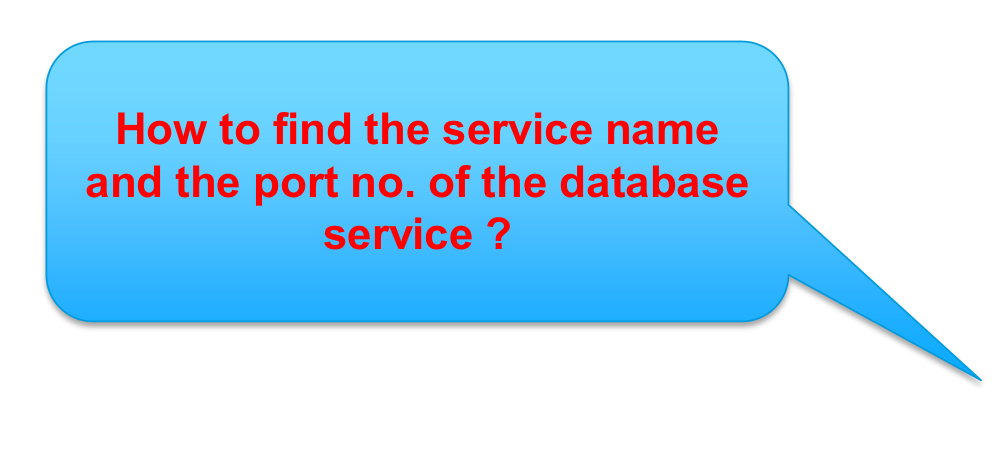 How to find the service name
and the port no. of the database
service ?